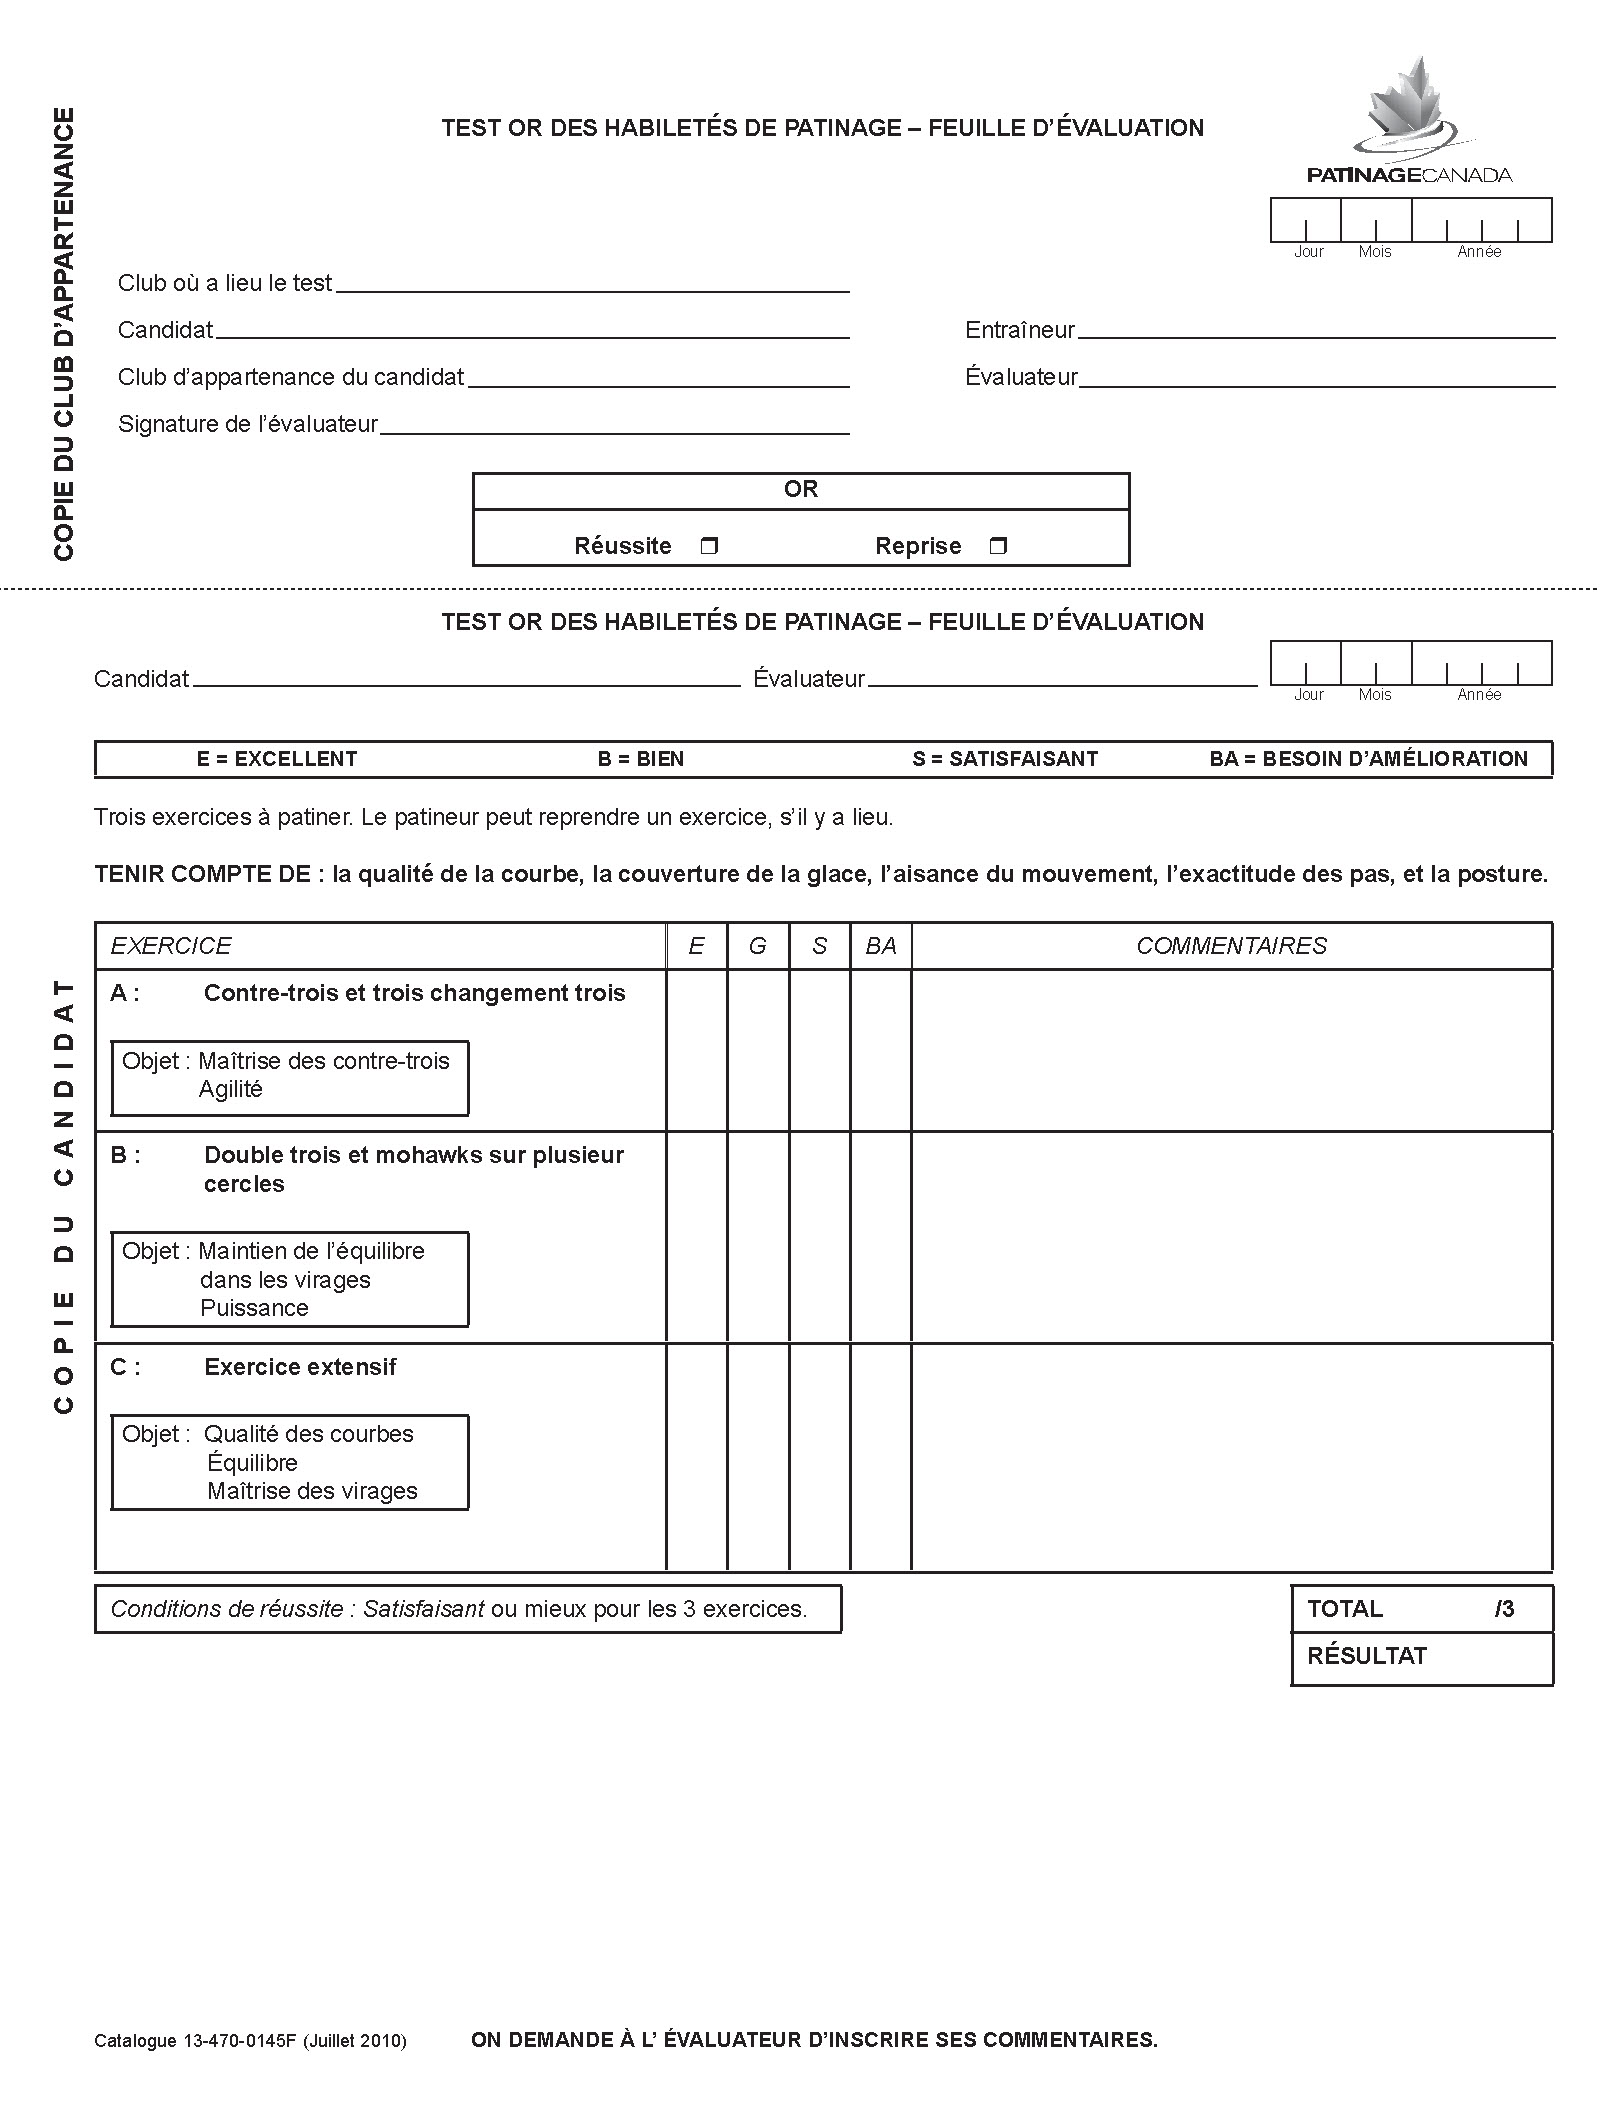 COPIE DU CLUB D’APPARTENANCE
TEST OR DES HABILETÉS DE PATINAGE – FEUILLE D’ÉVALUATION
PATINAGECANADA
Jour Mois Année
Club où a lieu le test
Candidat Entraîneur
Club d’appartenance du candidat Évaluateur
Signature de l’évaluateur
OR
Réussite ❒ Reprise ❒
TEST OR DES HABILETÉS DE PATINAGE – FEUILLE D’ÉVALUATION
Candidat Évaluateur
Jour Mois Année
E = EXCELLENT B = BIEN S = SATISFAISANT BA = BESOIN D’AMÉLIORATION
Trois exercices à patiner. Le patineur peut reprendre un exercice, s’il y a lieu.
TENIR COMPTE DE : la qualité de la courbe, la couverture de la glace, l’aisance du mouvement, l’exactitude des pas, et la posture.
COPIE DU CANDIDAT
EXERCICE E G S BA COMMENTAIRES
A : Contre-trois et trois changement trois
Objet : Maîtrise des contre-trois
Agilité
B : Double trois et mohawks sur plusieur
cercles
Objet : Maintien de l’équilibre
dans les virages
Puissance
C : Exercice extensif
Objet : Qualité des courbes
Équilibre
Maîtrise des virages
Conditions de réussite : Satisfaisant ou mieux pour les 3 exercices.
TOTAL /3
RÉSULTAT
Catalogue 13-470-0145F (Juillet 2010) ON DEMANDE À L’ ÉVALUATEUR D’INSCRIRE SES COMMENTAIRES.